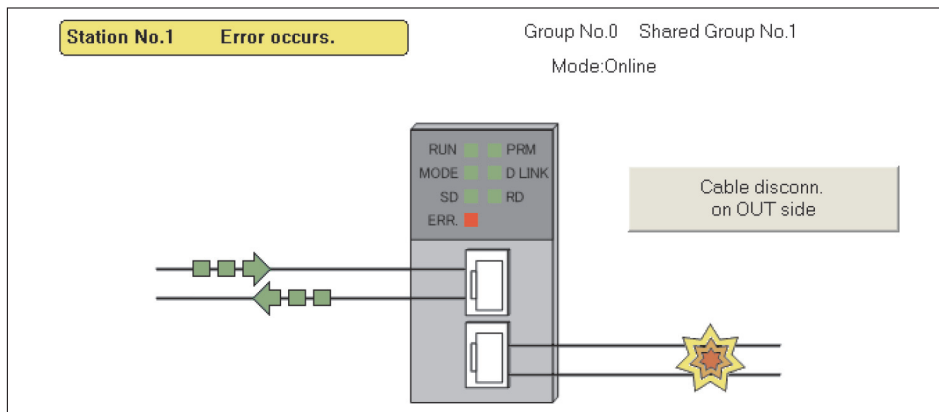 Station No.1 Error occurs.
Group No.0 Shared Group No.1
Mode:Online
RUN PRM
MODE D LINK
SD RD
ERR.
Cable disconn.
on OUT side